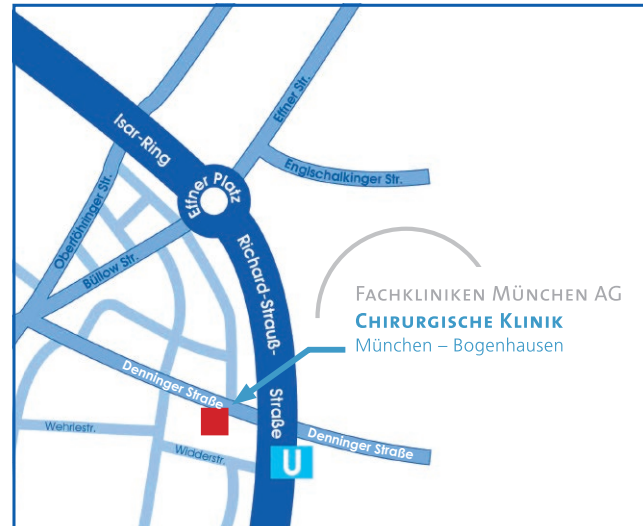 Isar-Ring
Effner Str.
Englschalkinger Str.
Effner Platz
Oberföhringer Str.
Büllow Str.
Richard-Strauß-
Straße
FACHKLINIKEN MÜNCHEN AG
CHIRURGISCHE KLINIK
München – Bogenhausen
Denninger Straße
Wehrlestr.
Widderstr.
Denninger Straße
U